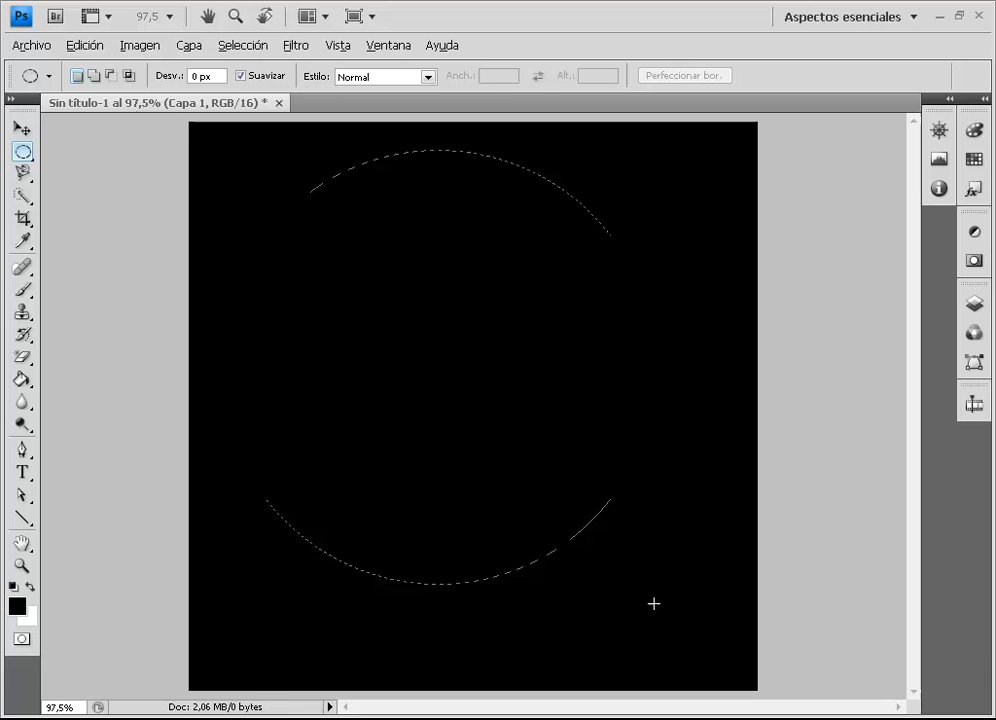 Ps Br 97,5 Aspectos esenciales
Archivo Edición Imagen Capa Selección Filtro Vista Ventana Ayuda
Desv.: 0 px Suavizar Estilo: Normal Anch.: Alt.: Perfeccionar bor.
Sin título-1 al 97,5% (Capa 1, RGB/16) *
fx
T
97,5% Doc: 2,06 MB/0 bytes